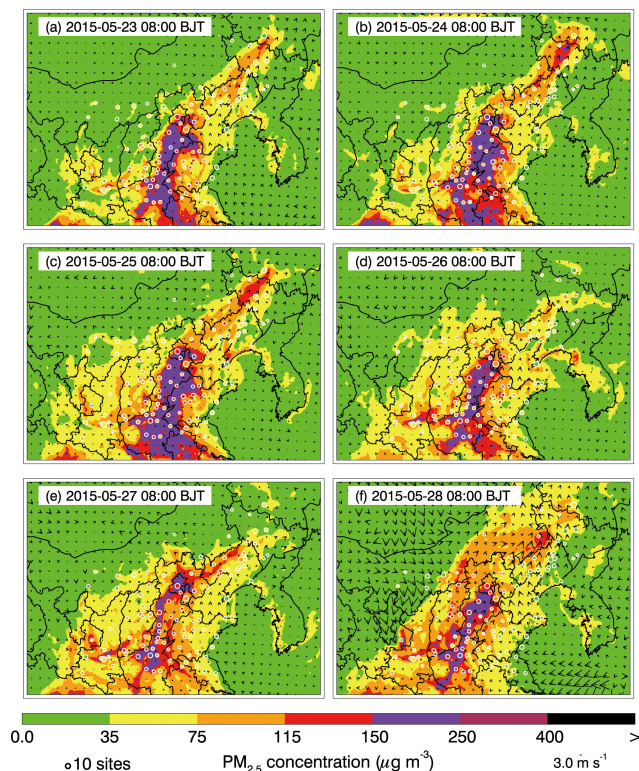 (a) 2015-05-23 08:00 BJT
(b) 2015-05-24 08:00 BJT
(c) 2015-05-25 08:00 BJT
(d) 2015-05-26 08:00 BJT
(e) 2015-05-27 08:00 BJT
(f) 2015-05-28 08:00 BJT
0.0 35 75 115 150 250 400 >
10 sites PM2.5 concentration (μg m-3) 3.0 m s-1